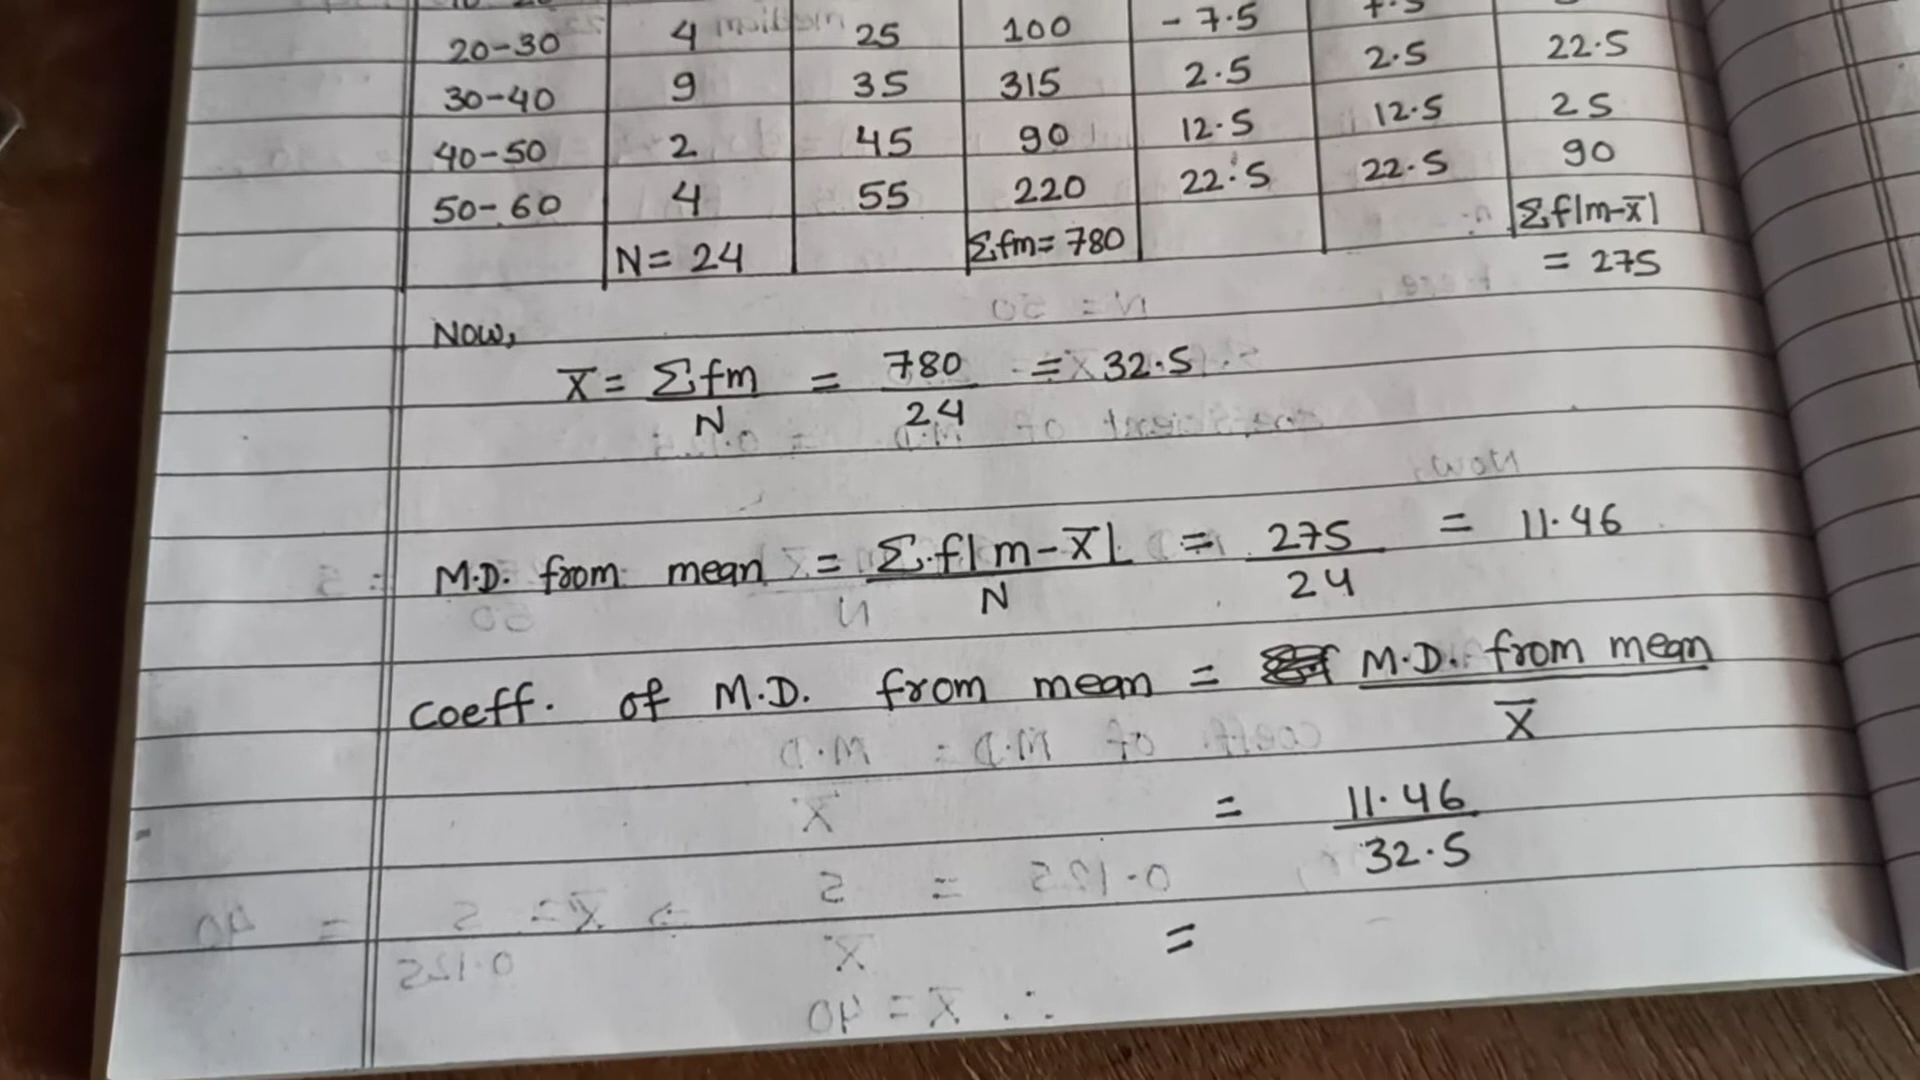 20-30 4 25 100 -7.5 7.5
30-40 9 35 315 2.5 2.5 22.5
40-50 2 45 90 12.5 12.5 25
50-60 4 55 220 22.5 22.5 90
N = 24 Σfm = 780 Σf|m-x̄| = 275
Now,
x̄ = Σfm / N = 780 / 24 = 32.5
M.D. from mean = Σf|m-x̄| / N = 275 / 24 = 11.46
coeff. of M.D. from mean = M.D. from mean / x̄
= 11.46 / 32.5
=